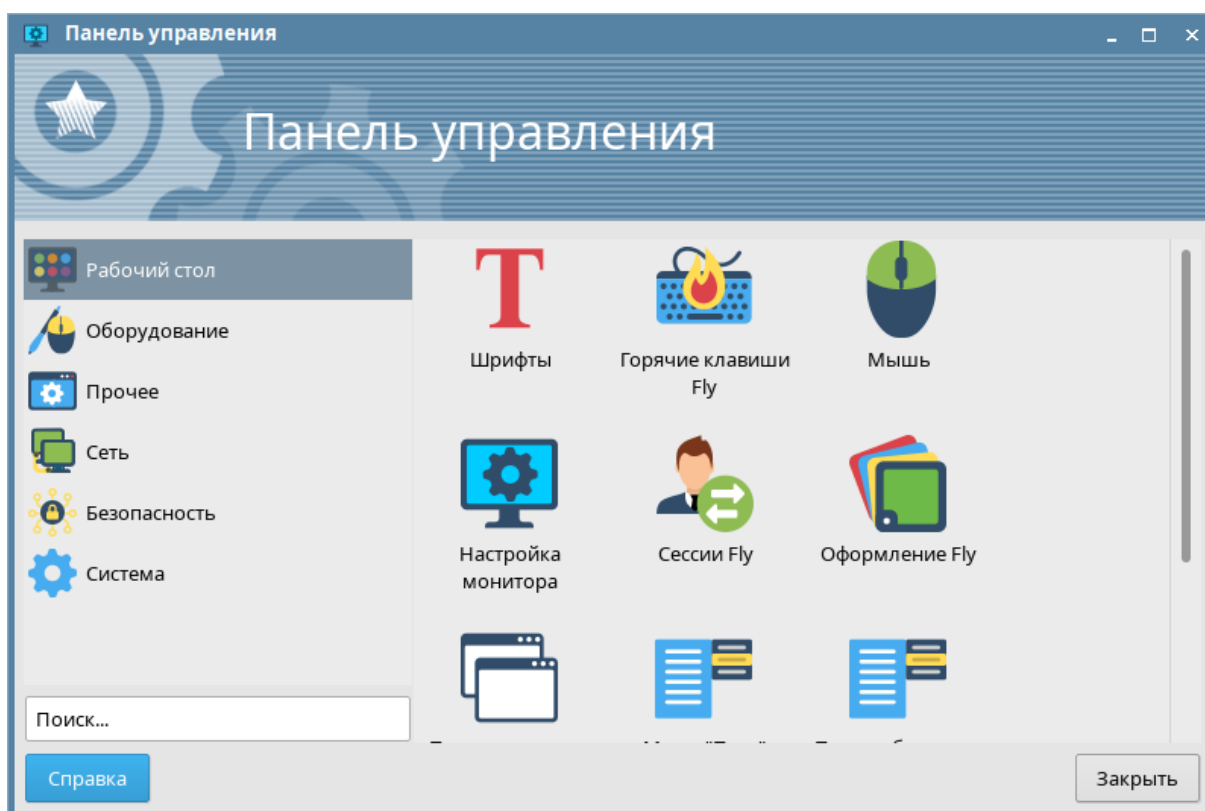 Панель управления
Панель управления
Рабочий стол
Оборудование
Прочее
Сеть
Безопасность
Система
Поиск...
Справка
Шрифты
Горячие клавиши
Fly
Мышь
Настройка
монитора
Сессии Fly
Оформление Fly
Закрыть